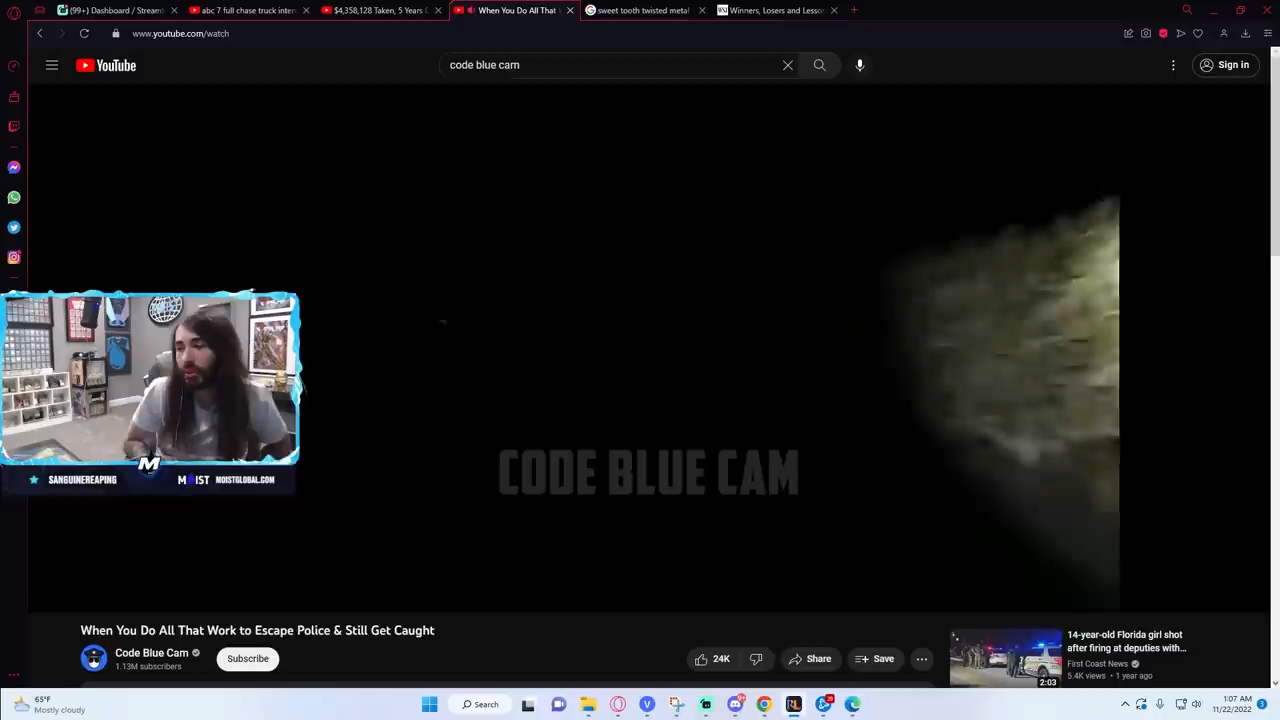 (99+) Dashboard / Stream
abc 7 full chase truck interv
$4,358,128 Taken, 5 Years D
When You Do All That
sweet tooth twisted metal
WSJ
Winners, Losers and Lesson
www.youtube.com/watch
YouTube
code blue cam
Sign in
CODE BLUE CAM
SANGUINEREAPING
M
MOIST
MOISTGLOBAL.COM
When You Do All That Work to Escape Police & Still Get Caught
Code Blue Cam
1.13M subscribers
Subscribe
24K
Share
Save
14-year-old Florida girl shot
after firing at deputies with...
First Coast News
5.4K views • 1 year ago
2:03
65°F
Mostly cloudy
Search
1:07 AM
11/22/2022